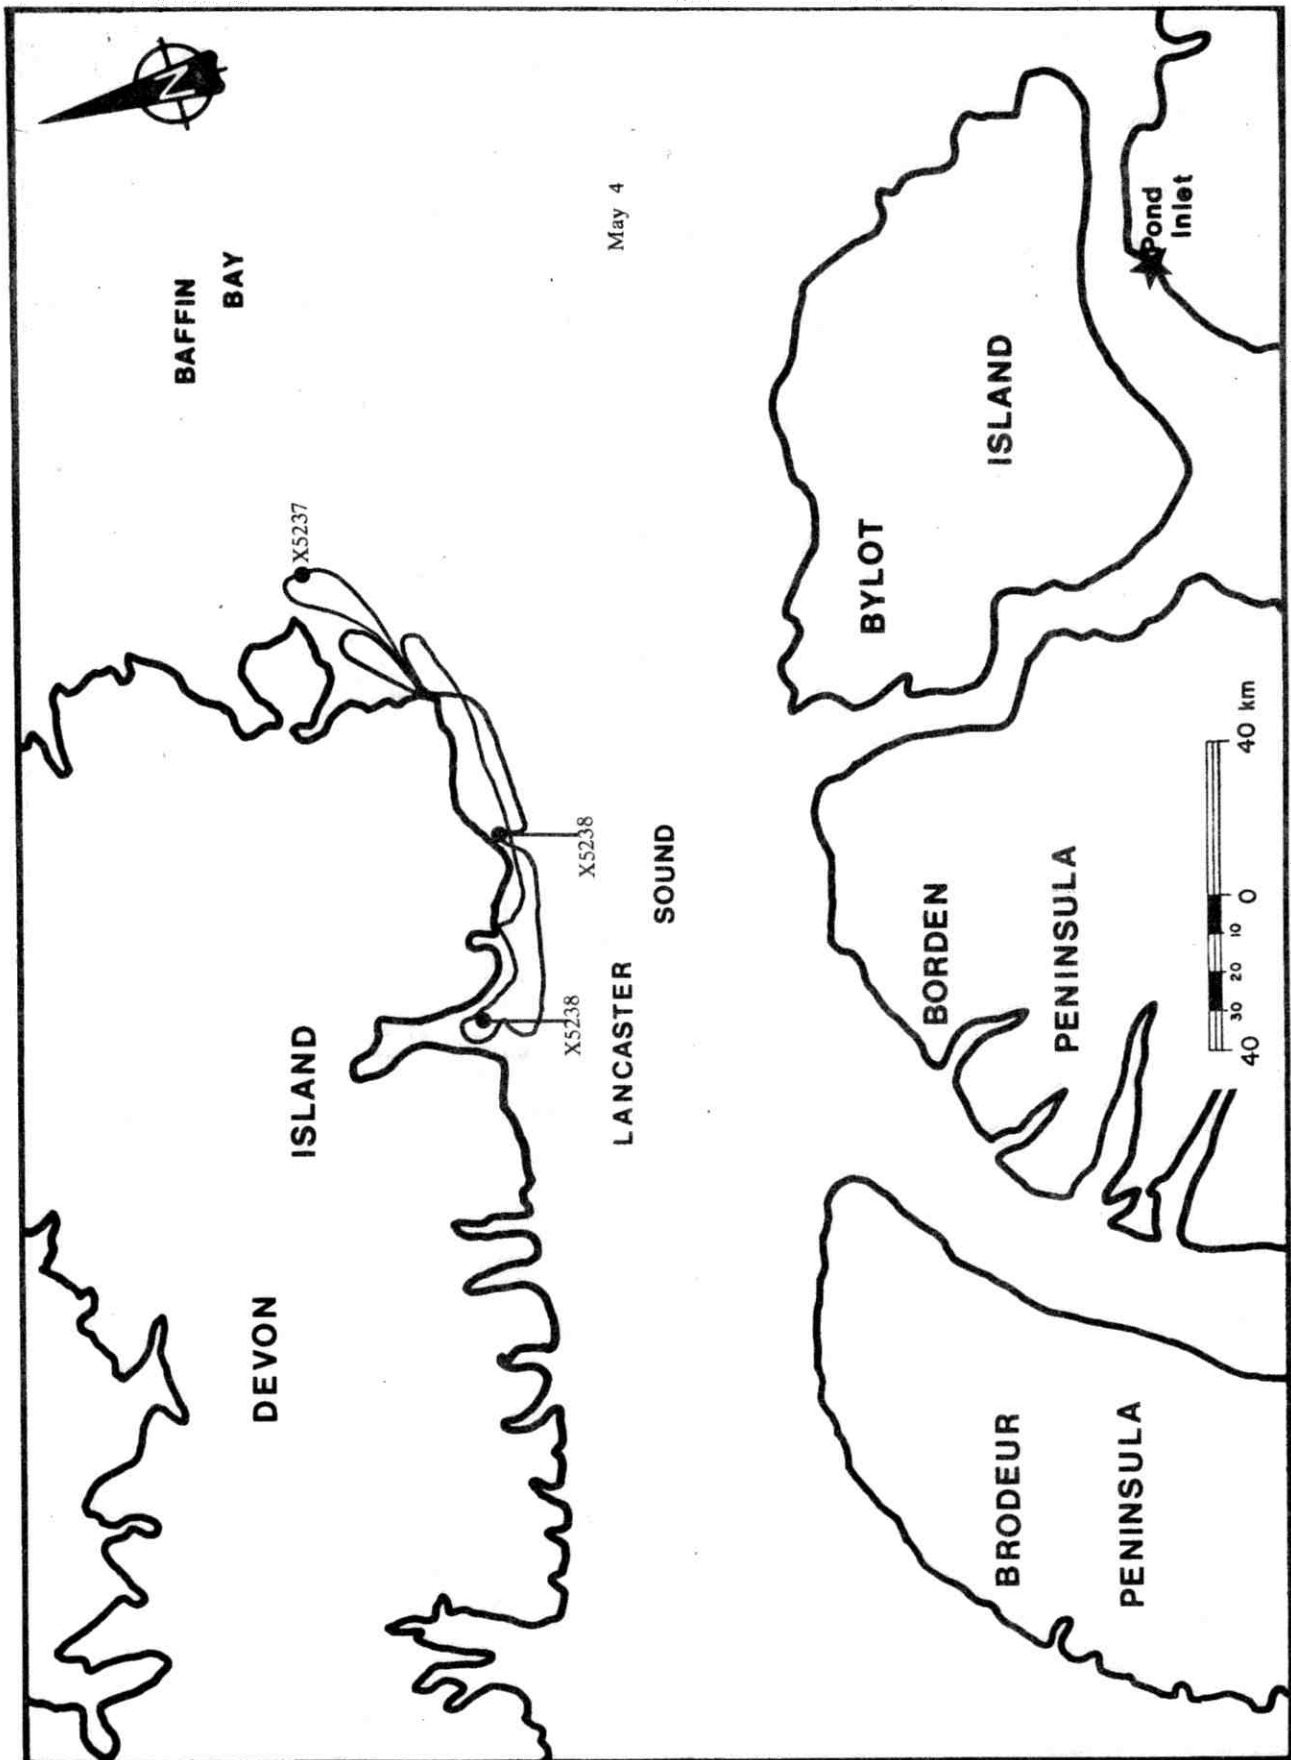 N
BAFFIN
BAY
May 4
X5237
X5238
X5238
DEVON
ISLAND
LANCASTER
SOUND
BYLOT
ISLAND
Pond
Inlet
BORDEN
PENINSULA
BRODEUR
PENINSULA
40 30 20 10 0 40 km